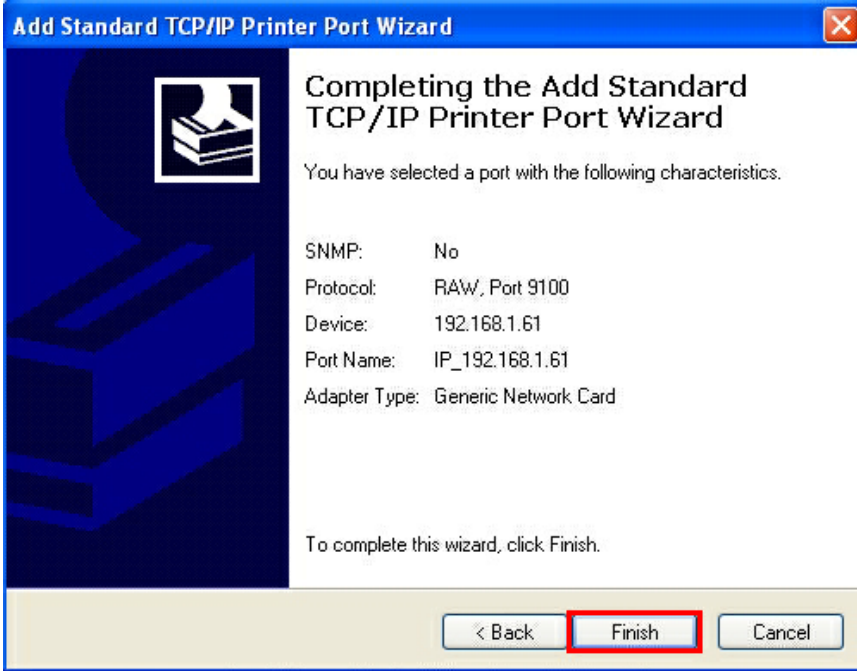 Add Standard TCP/IP Printer Port Wizard
Completing the Add Standard
TCP/IP Printer Port Wizard
You have selected a port with the following characteristics.
SNMP: No
Protocol: RAW, Port 9100
Device: 192.168.1.61
Port Name: IP_192.168.1.61
Adapter Type: Generic Network Card
To complete this wizard, click Finish.
< Back Finish Cancel